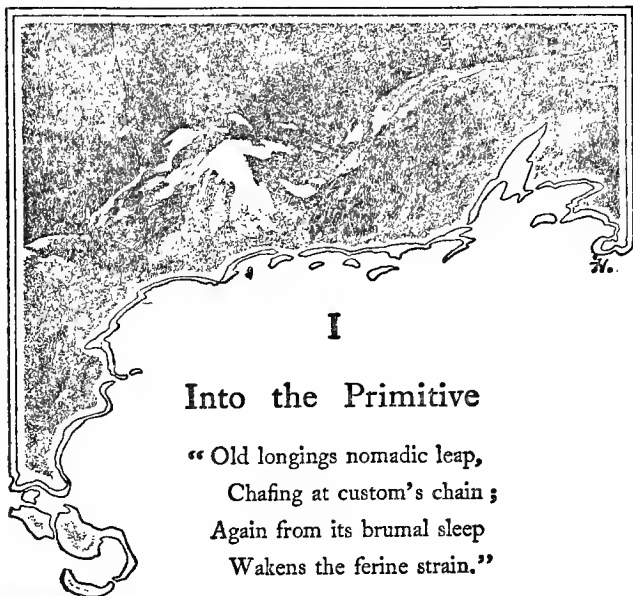 I
Into the Primitive
“Old longings nomadic leap,
Chafing at custom’s chain;
Again from its brumal sleep
Wakens the ferine strain.”